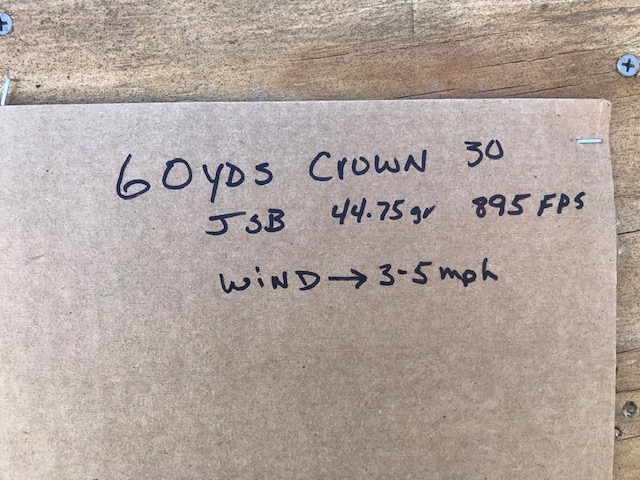 60YDS CROWN 30
JSB 44.75gr 895 FPS
WIND → 3-5 mph